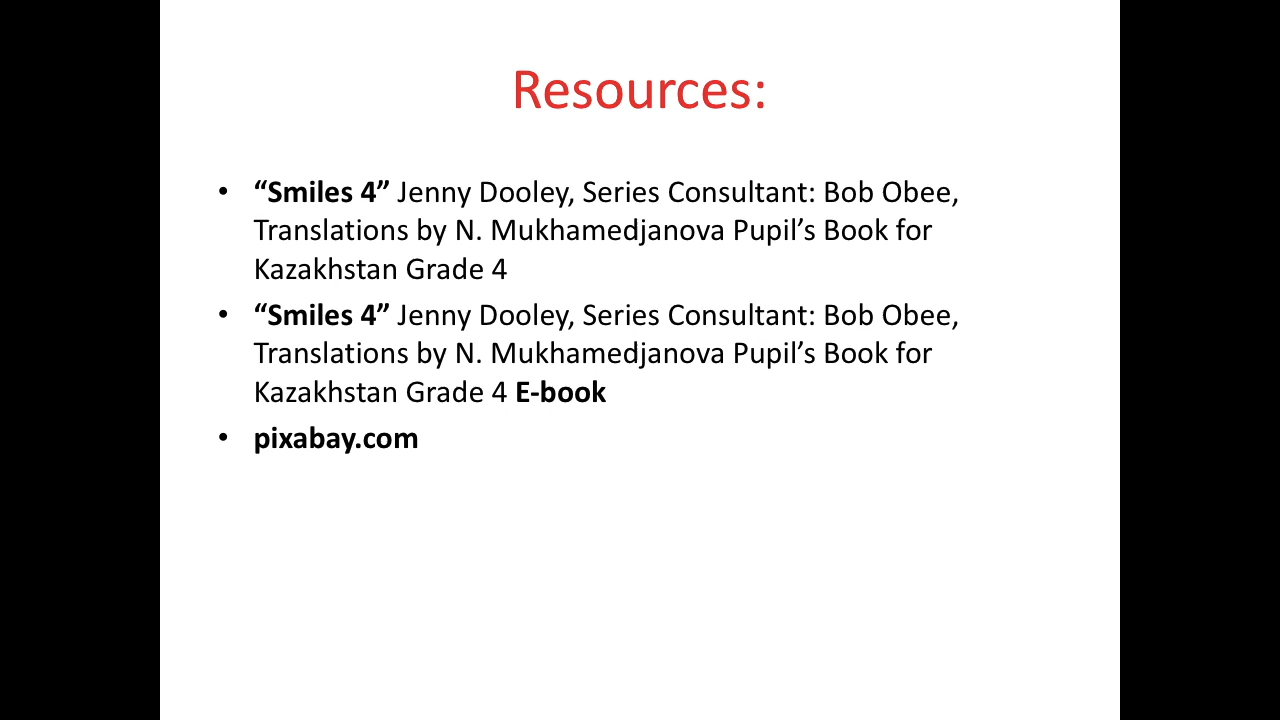 Resources:
• “Smiles 4” Jenny Dooley, Series Consultant: Bob Obee,
Translations by N. Mukhamedjanova Pupil’s Book for
Kazakhstan Grade 4
• “Smiles 4” Jenny Dooley, Series Consultant: Bob Obee,
Translations by N. Mukhamedjanova Pupil’s Book for
Kazakhstan Grade 4 E-book
• pixabay.com